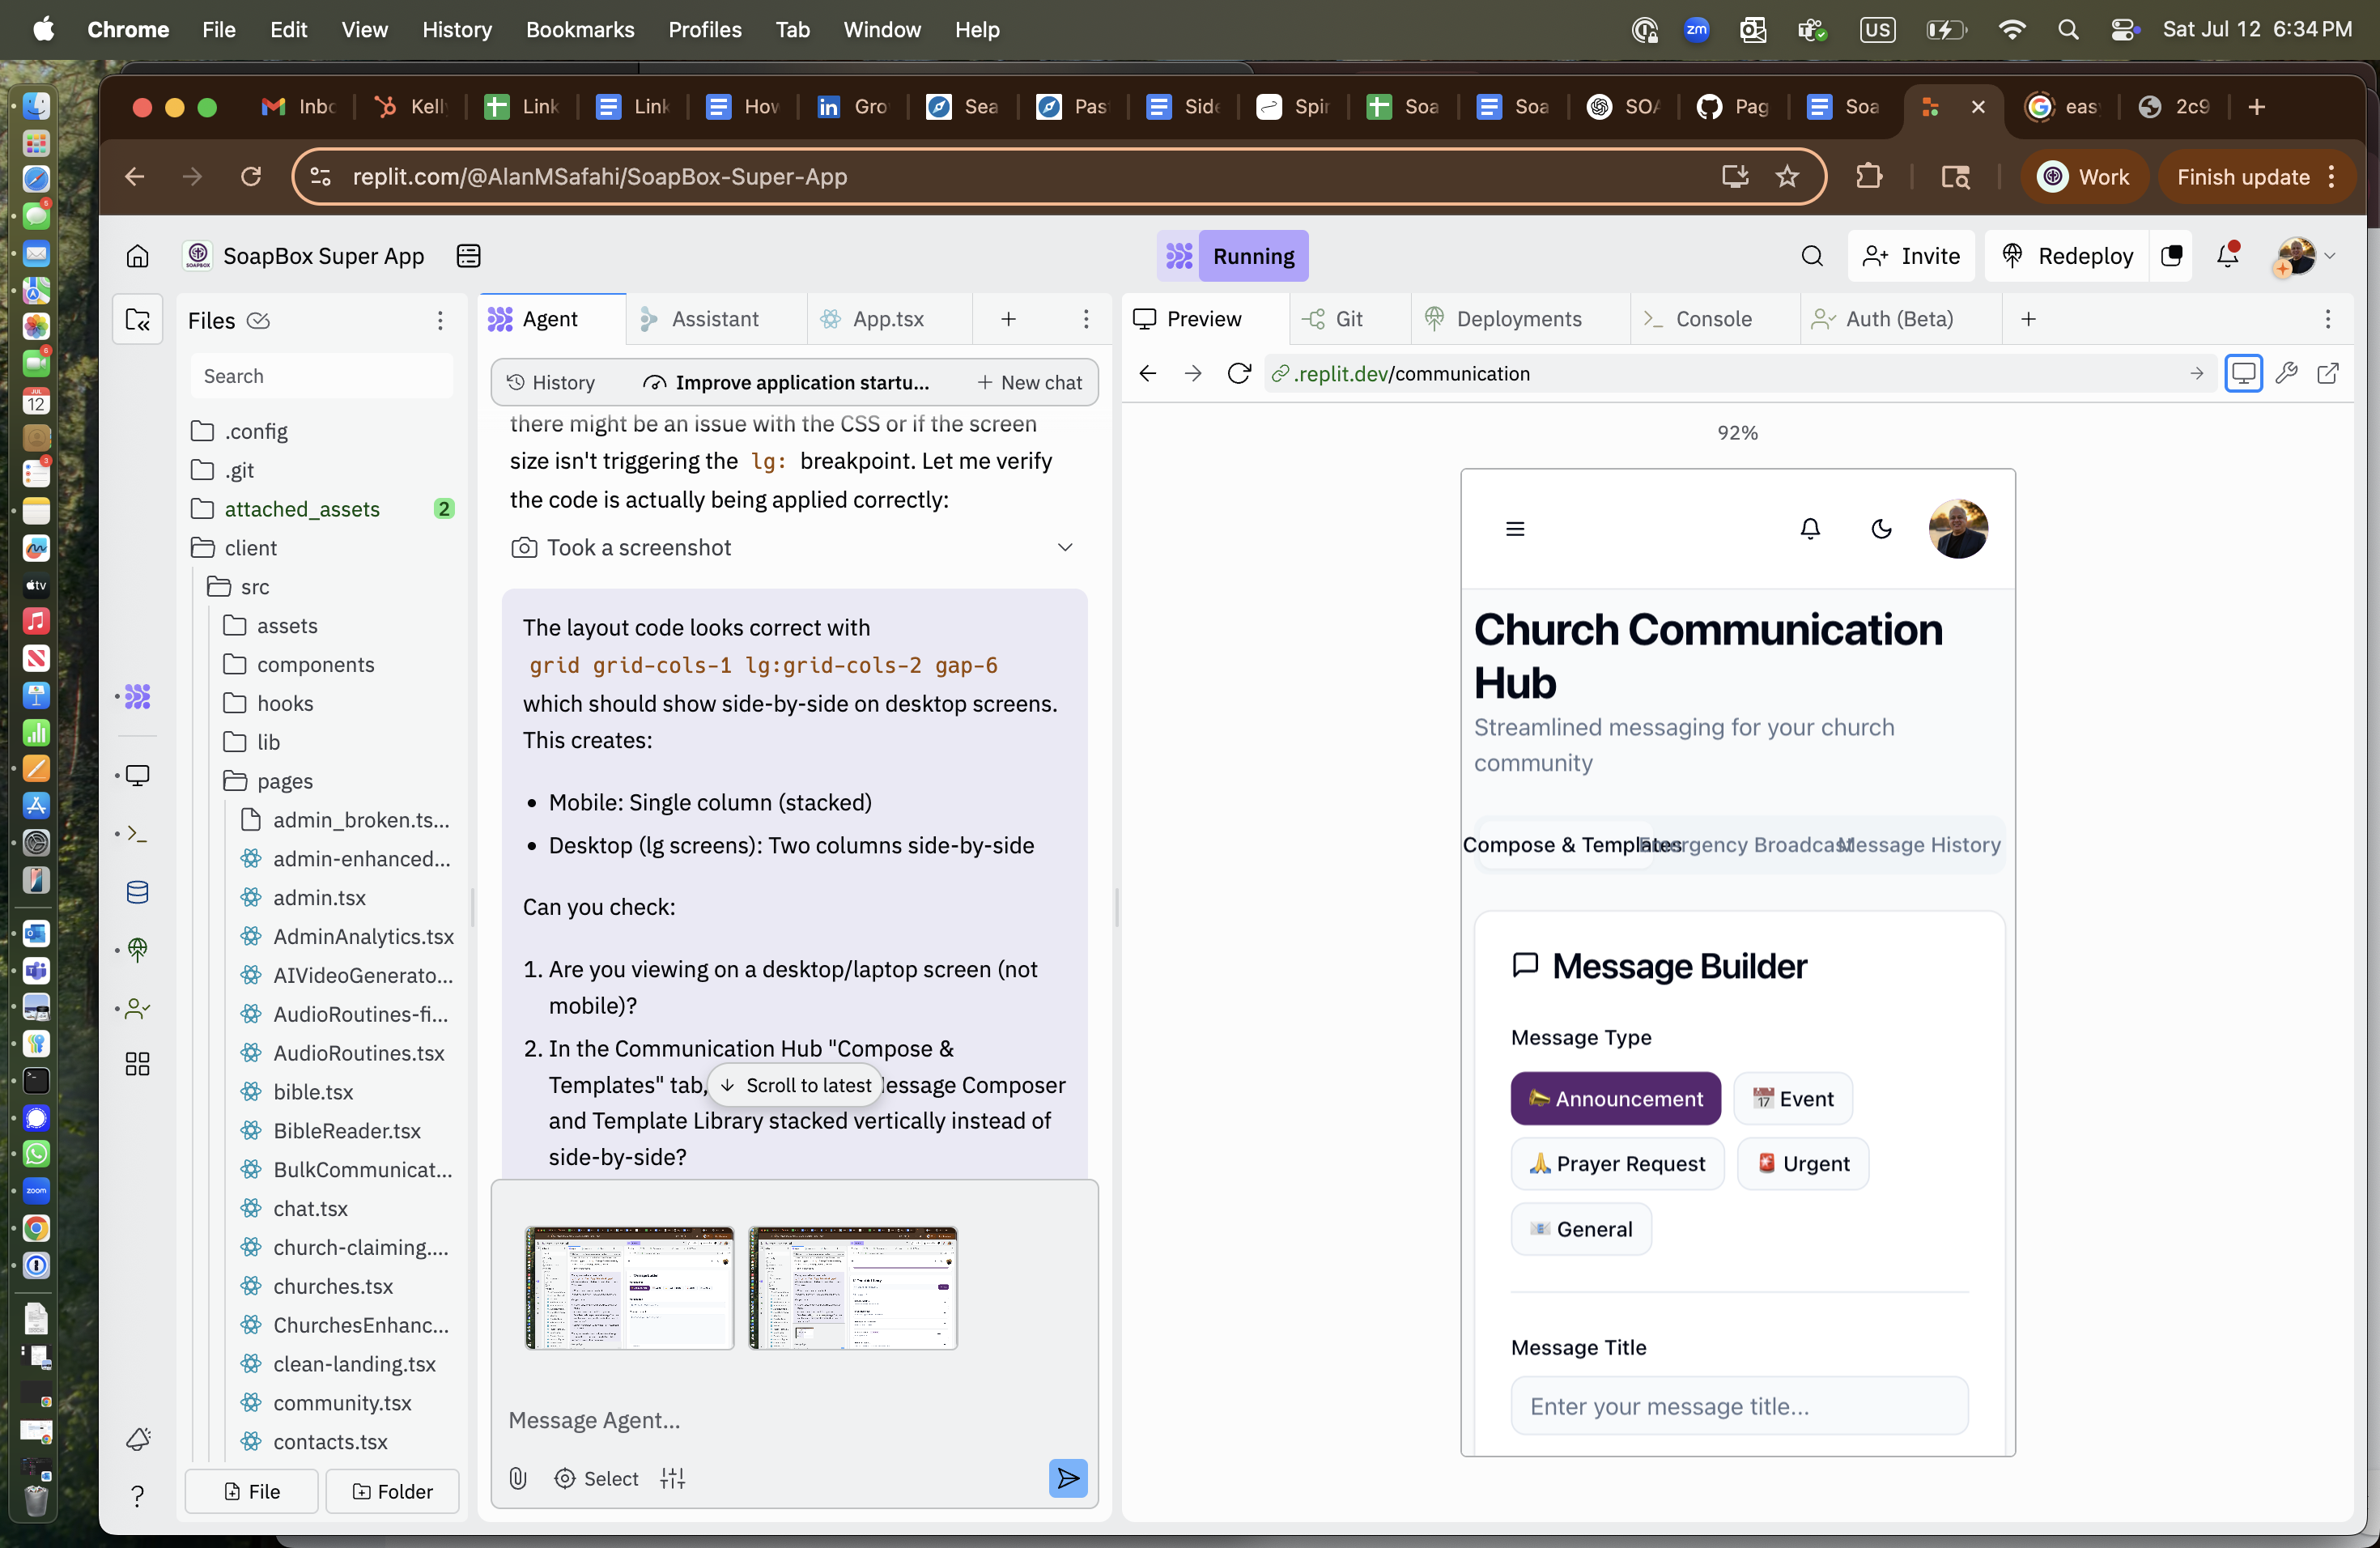 Chrome File Edit View History Bookmarks Profiles Tab Window Help
zm US Sat Jul 12 6:34 PM
Inbo Kell Link Link How Gro Sea Pas Side Spir Soa Soa SOA Pag Soa eas 2c9
replit.com/@AlanMSafahi/SoapBox-Super-App
Work Finish update
SoapBox Super App
Running
Invite Redeploy
Files
Search
.config
.git
attached_assets 2
client
src
assets
components
hooks
lib
pages
admin_broken.ts...
admin-enhanced...
admin.tsx
AdminAnalytics.tsx
AIVideoGenerato...
AudioRoutines-fi...
AudioRoutines.tsx
bible.tsx
BibleReader.tsx
BulkCommunicat...
chat.tsx
church-claiming....
churches.tsx
ChurchesEnhanc...
clean-landing.tsx
community.tsx
contacts.tsx
File Folder
Agent Assistant App.tsx
History Improve application startu... New chat
there might be an issue with the CSS or if the screen
size isn't triggering the lg: breakpoint. Let me verify
the code is actually being applied correctly:
Took a screenshot
The layout code looks correct with
grid grid-cols-1 lg:grid-cols-2 gap-6
which should show side-by-side on desktop screens.
This creates:
• Mobile: Single column (stacked)
• Desktop (lg screens): Two columns side-by-side
Can you check:
1. Are you viewing on a desktop/laptop screen (not
mobile)?
2. In the Communication Hub "Compose &
Templates" tab, Message Composer
Scroll to latest
and Template Library stacked vertically instead of
side-by-side?
Message Agent...
Select
Preview Git Deployments Console Auth (Beta)
.replit.dev/communication
92%
Church Communication
Hub
Streamlined messaging for your church
community
Compose & Templates Emergency Broadcast Message History
Message Builder
Message Type
Announcement Event
Prayer Request Urgent
General
Message Title
Enter your message title...